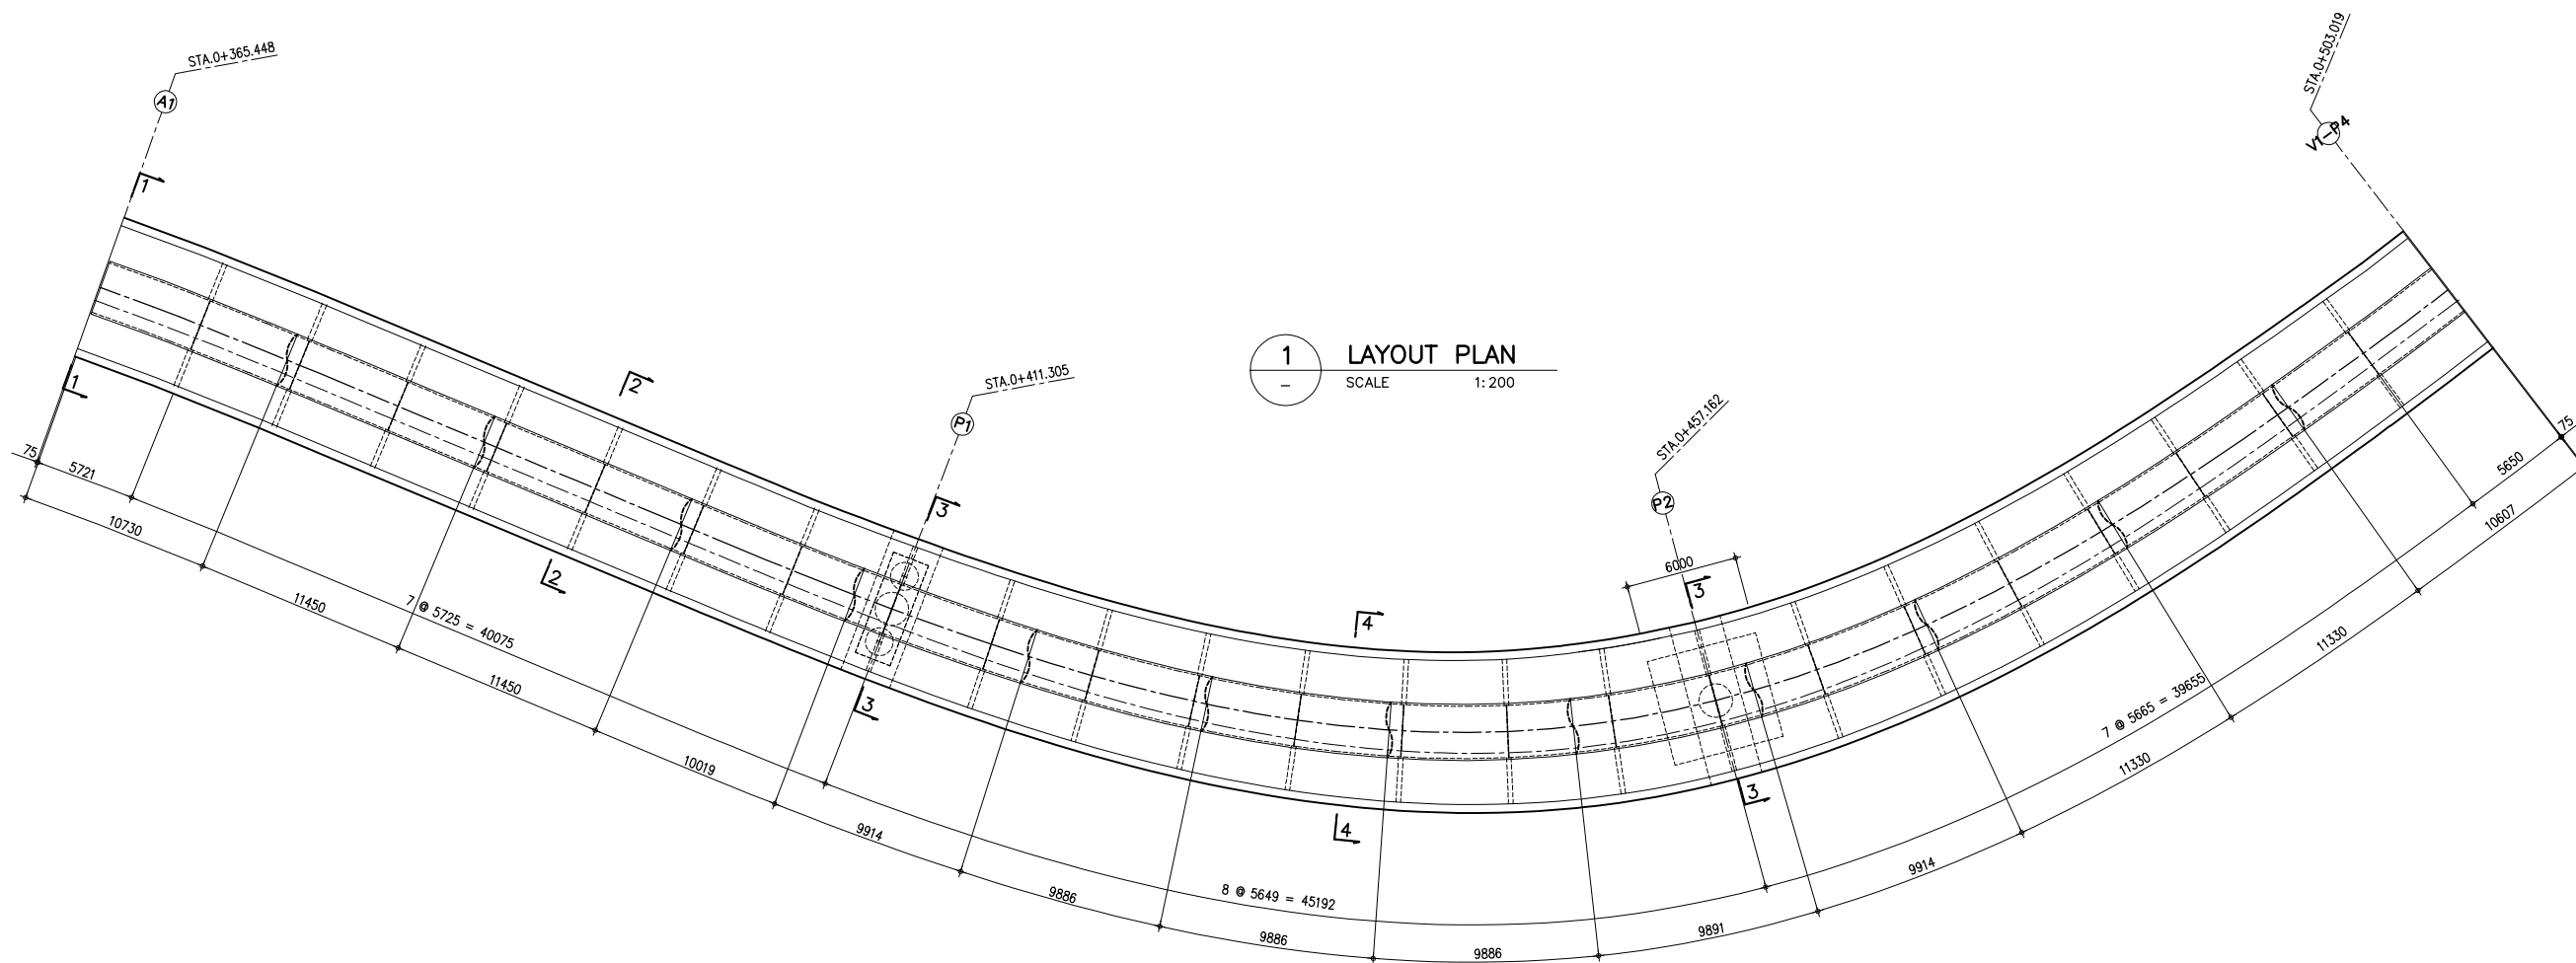 STA.0+365.448
A1
STA.0+503.019
V1-P4
1
1
2
2
STA.0+411.305
P1
3
3
1
LAYOUT PLAN
–
SCALE 1:200
STA.0+457.162
P2
6000
3
3
4
4
75
5721
7 @ 5725 = 40075
8 @ 5649 = 45192
7 @ 5665 = 39655
5650
75
10730
11450
11450
10019
9914
9886
9886
9886
9891
9914
11330
11330
10607